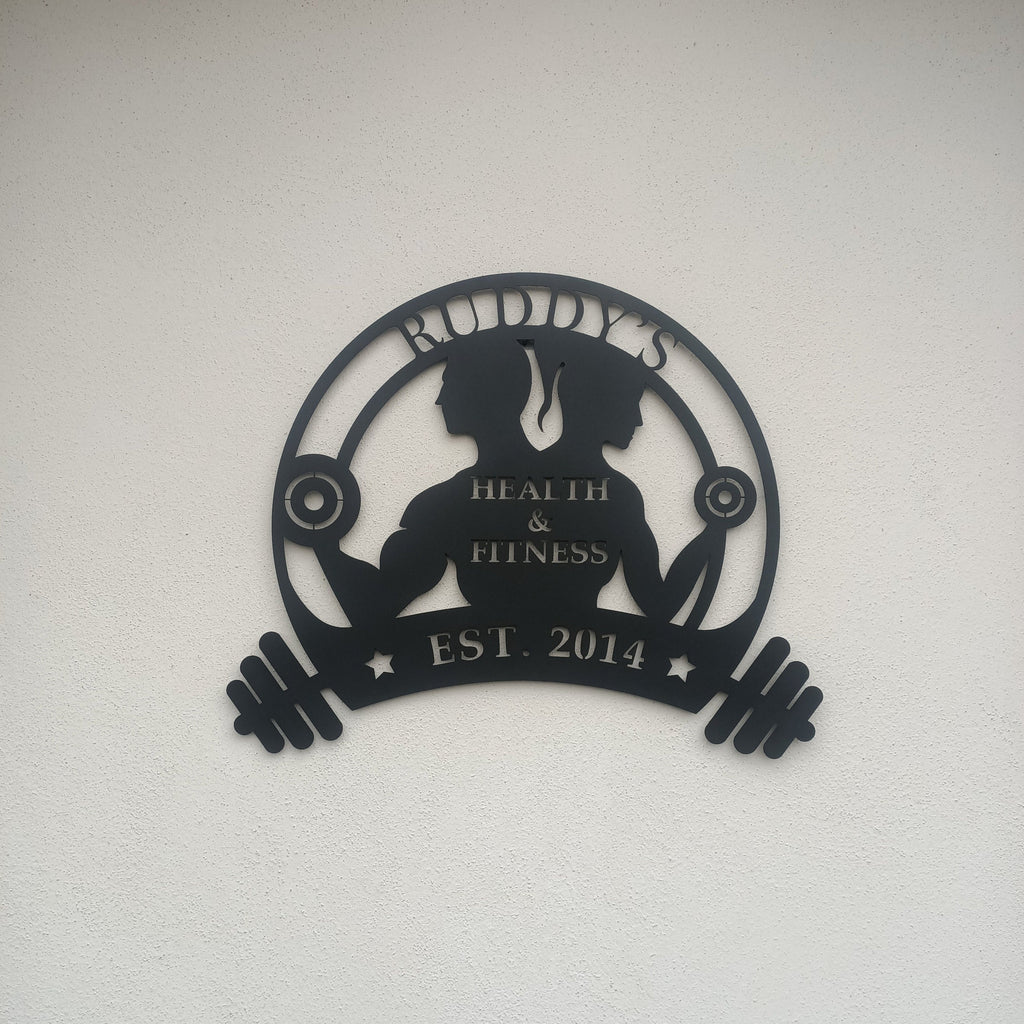 RUDDY'S
HEALTH
&
FITNESS
EST. 2014